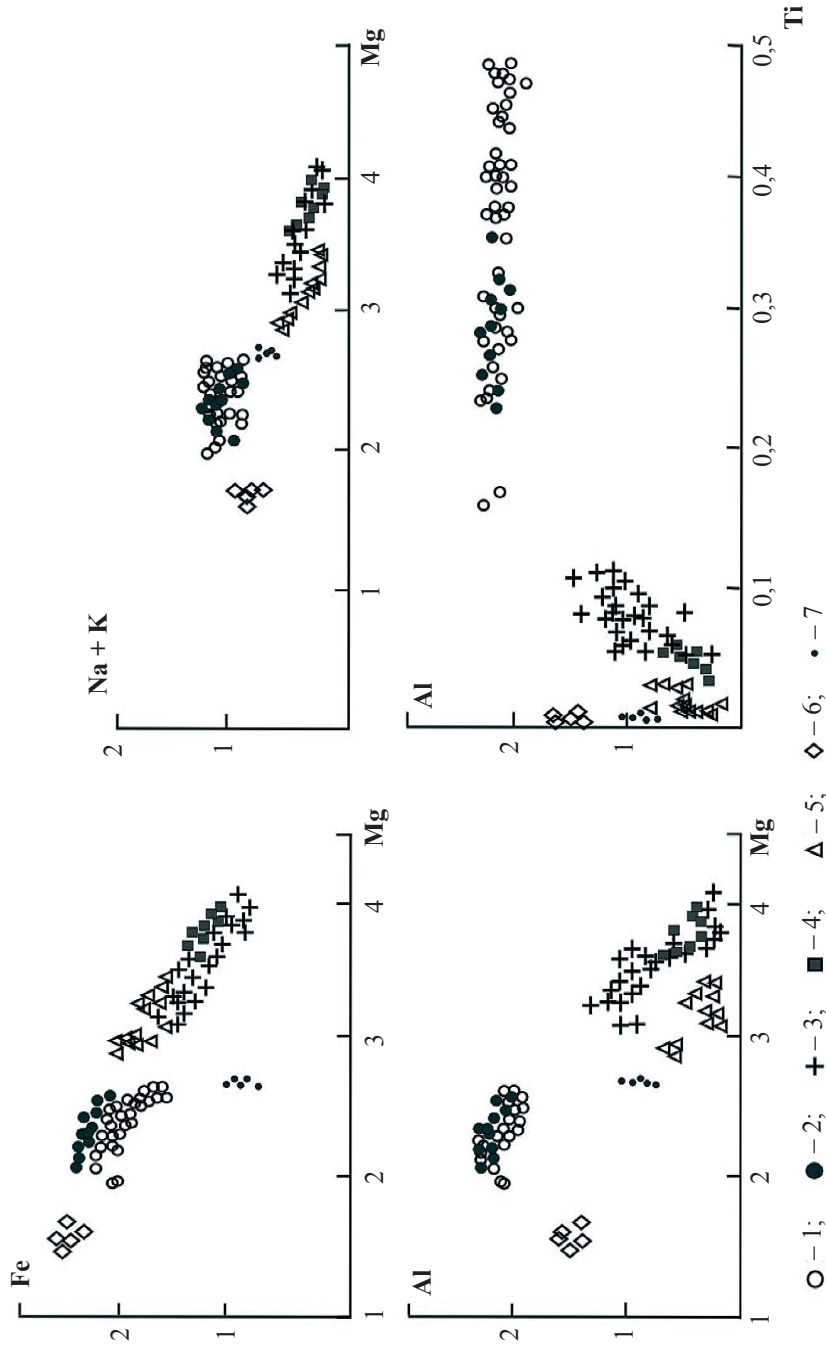 Fe
2
1
1 2 3 4 Mg
Na + K
2
1
1 2 3 4 Mg
Al
2
1
1 2 3 4 Mg
Al
2
1
0,1 0,2 0,3 0,4 0,5
Ti
– 1; – 2; – 3; – 4; – 5; – 6; – 7